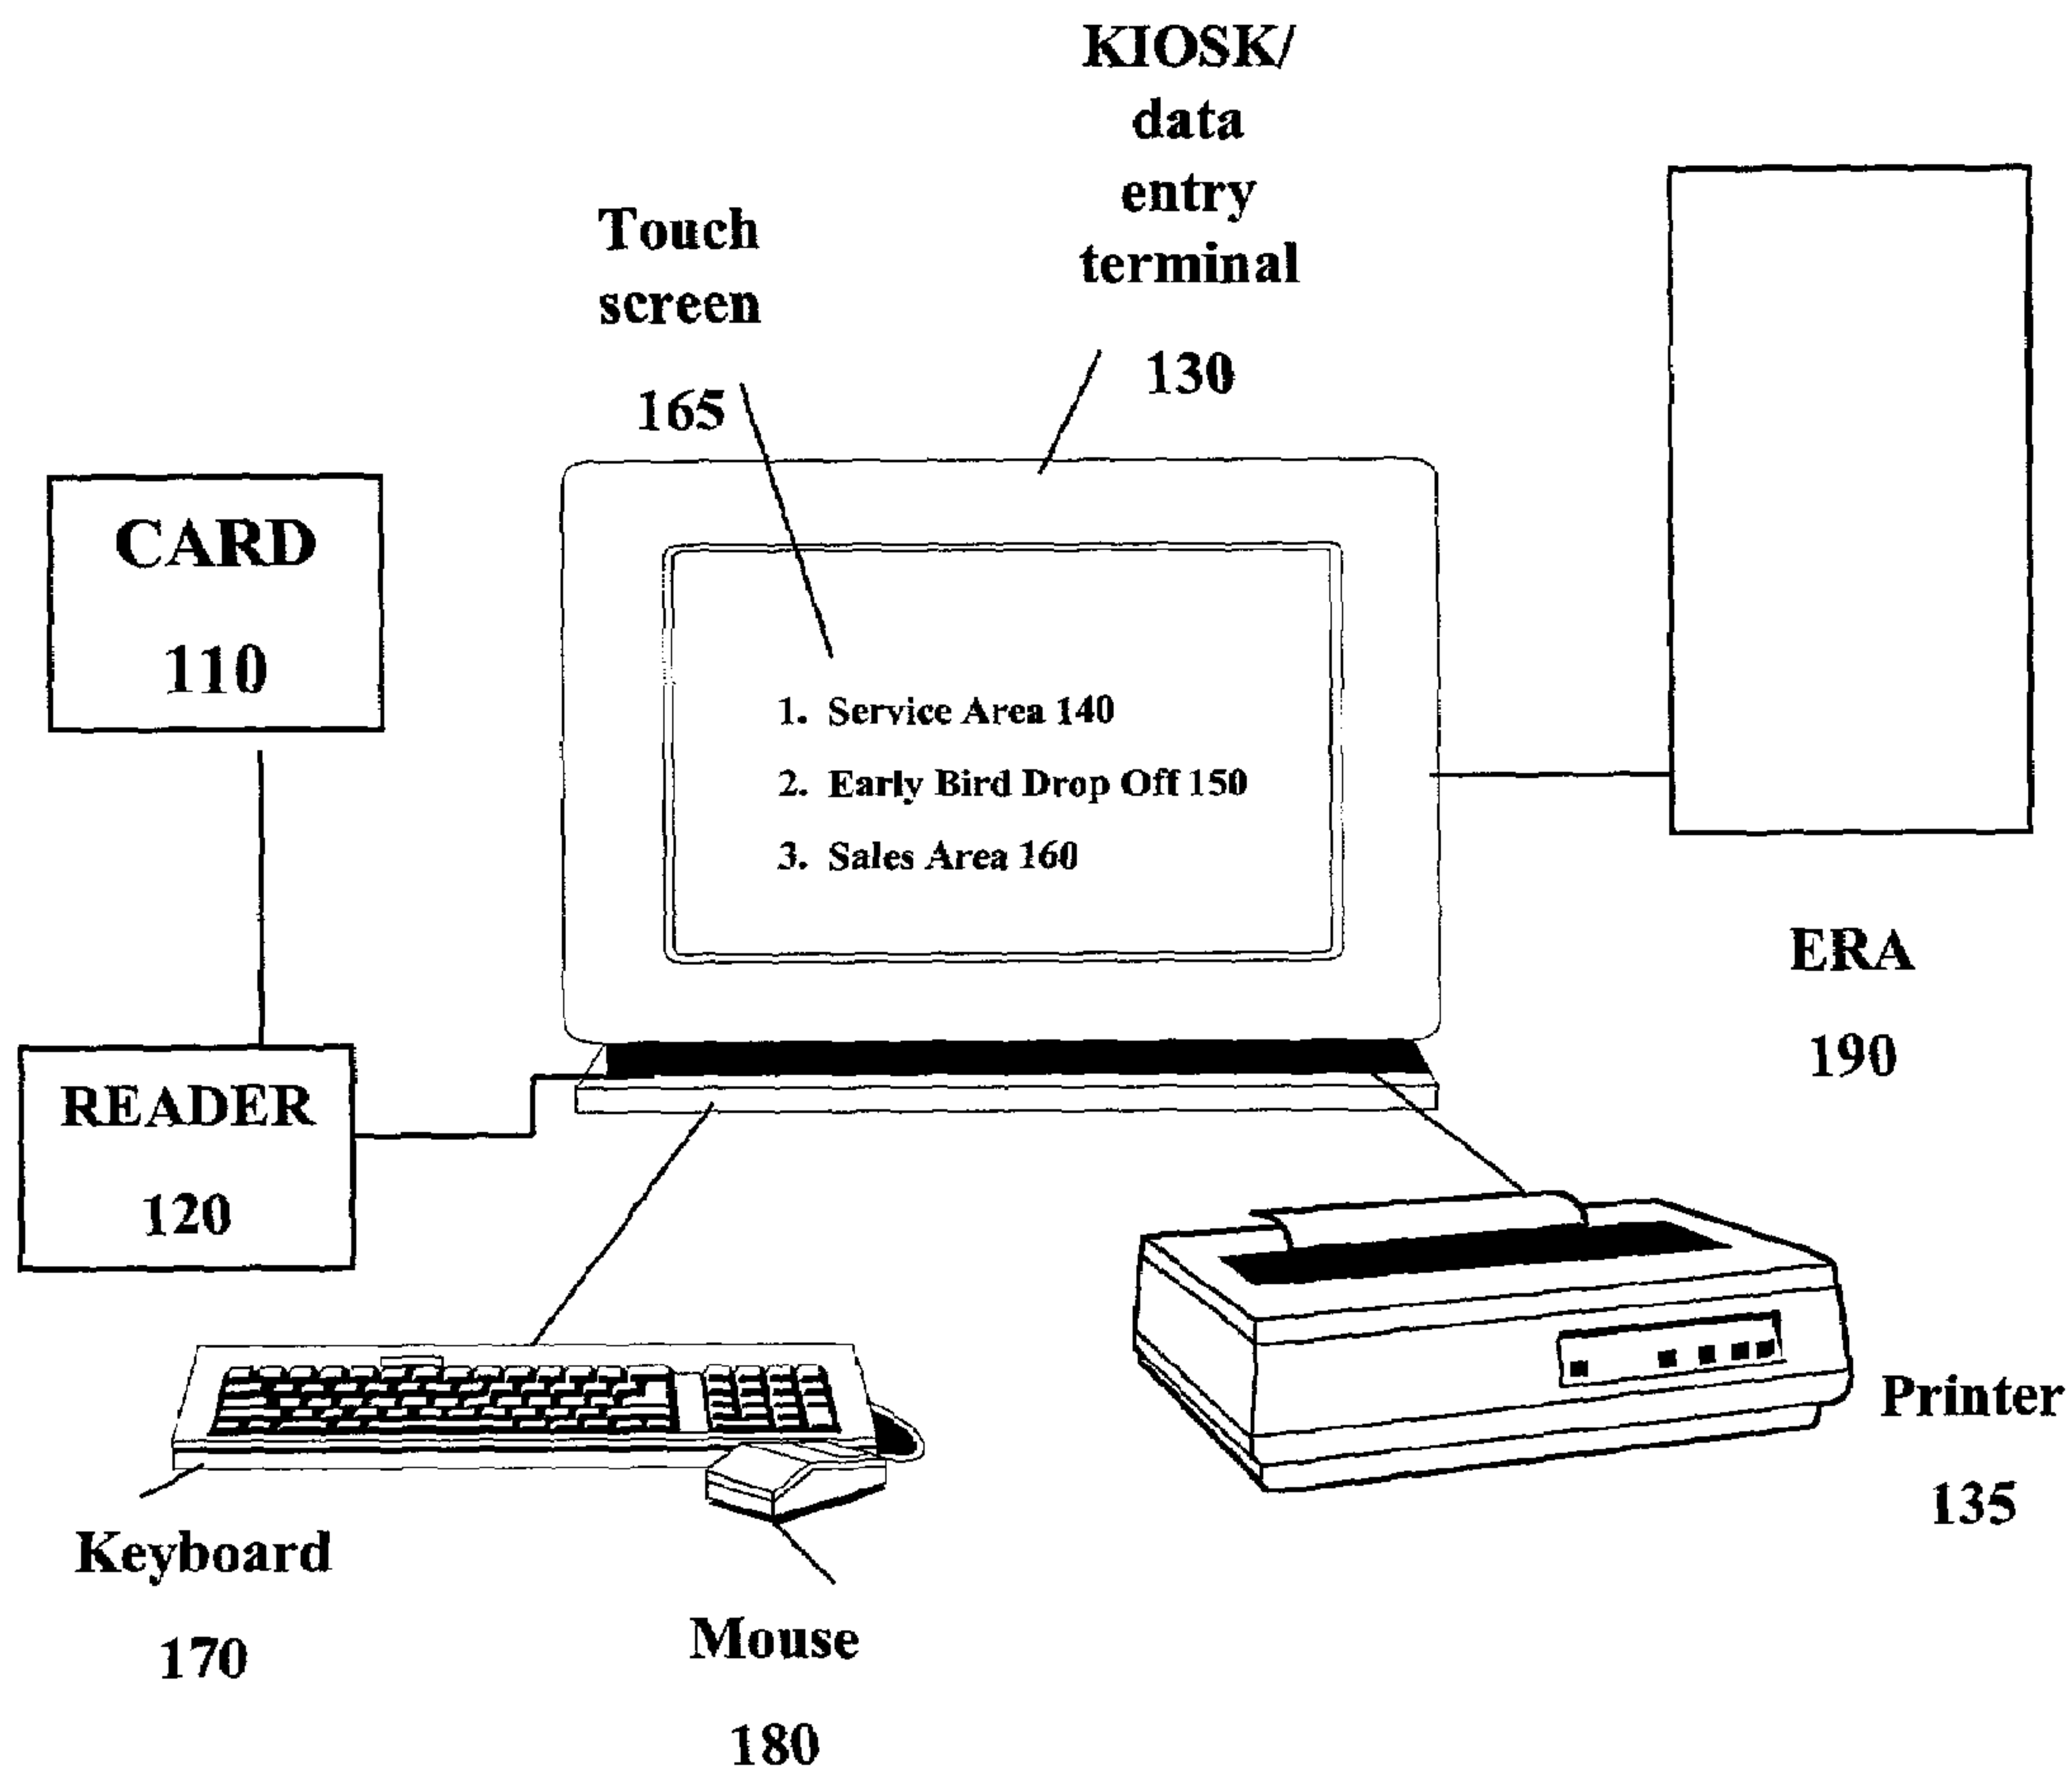 KIOSK/
data
entry
terminal
130
Touch
screen
165
CARD
110
1. Service Area 140
2. Early Bird Drop Off 150
3. Sales Area 160
ERA
190
READER
120
Printer
135
Keyboard
170
Mouse
180